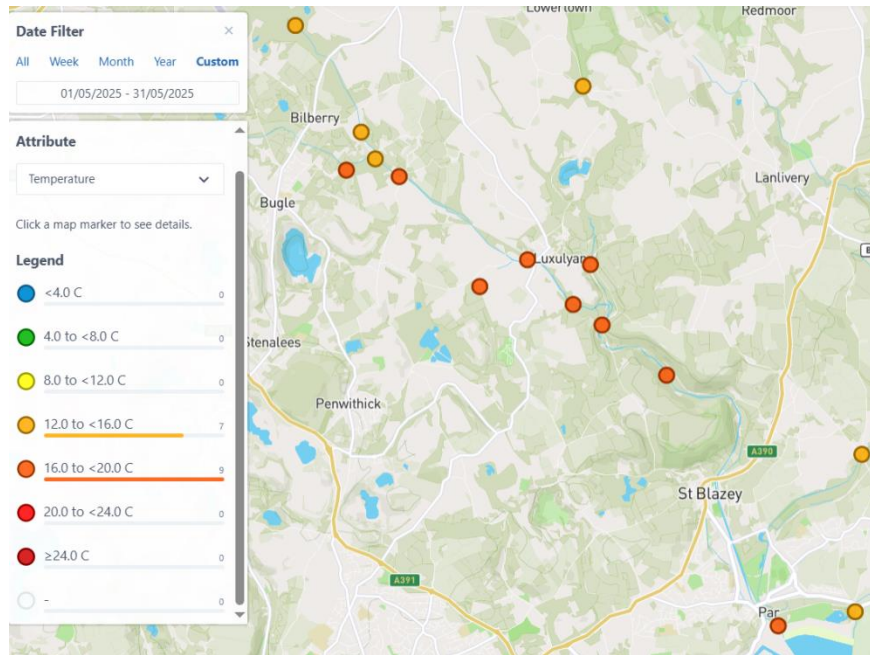 Date Filter ×
All Week Month Year Custom
01/05/2025 - 31/05/2025
Attribute
Temperature
Click a map marker to see details.
Legend
<4.0 C 0
4.0 to <8.0 C 0
8.0 to <12.0 C 0
12.0 to <16.0 C 7
16.0 to <20.0 C 9
20.0 to <24.0 C 0
≥24.0 C 0
- 0
Lowertown
Redmoor
Bilberry
Lanlivery
Bugle
B
Luxulyan
Stenalees
Penwithick
A390
St Blazey
A391
Par